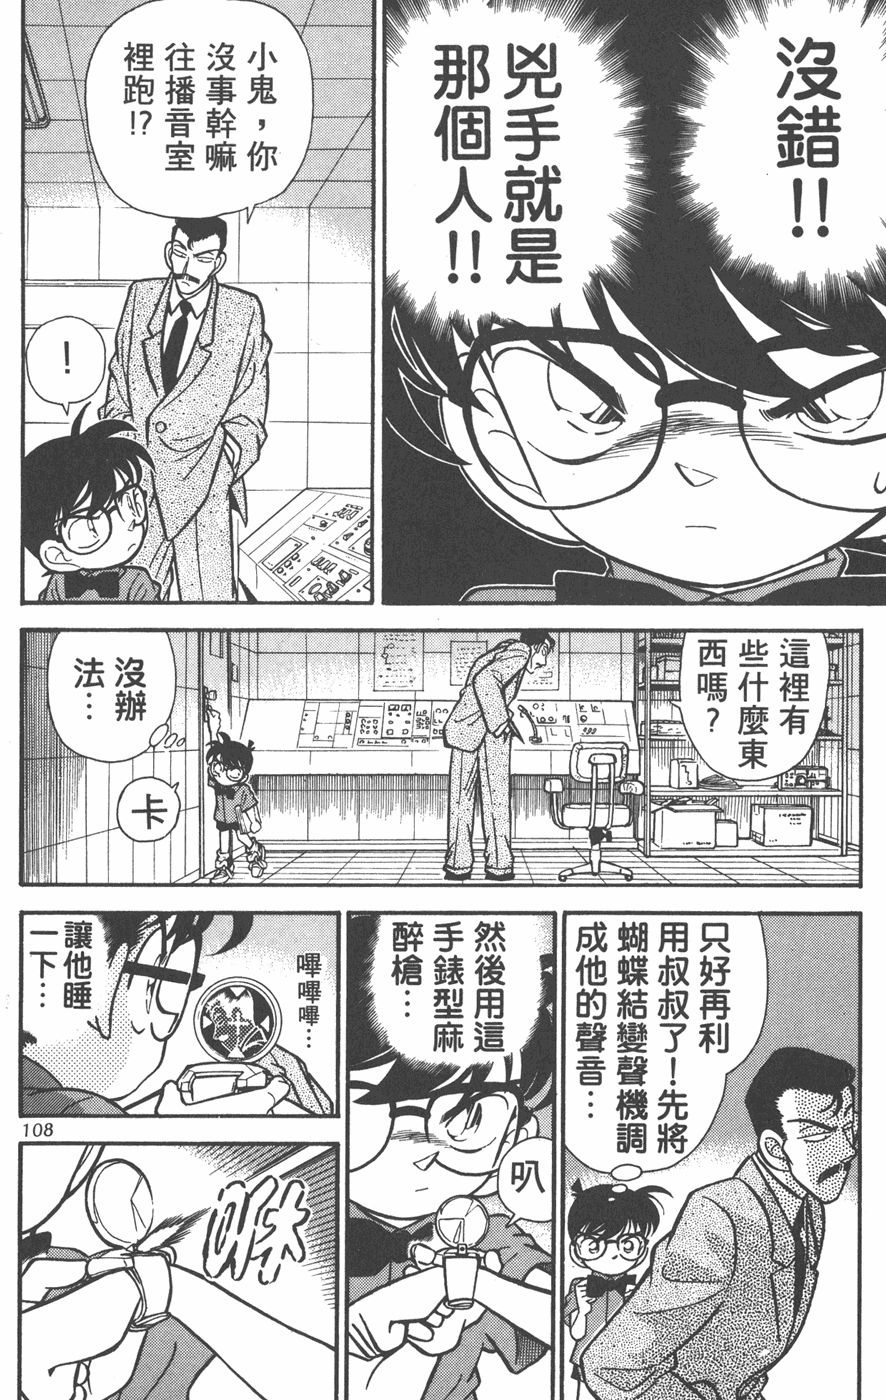 沒錯!!
兇手就是
那個人!!
小鬼，你
沒事幹嘛
往播音室
裡跑!?
！
這裡有
些什麼東
西嗎？
沒辦
法…
卡
只好再利
用叔叔了！先將
蝴蝶結變聲機調
成他的聲音…
然後用這
手錶型麻
醉槍…
叭
嗶嗶嗶…
讓他睡
一下…
咻
108